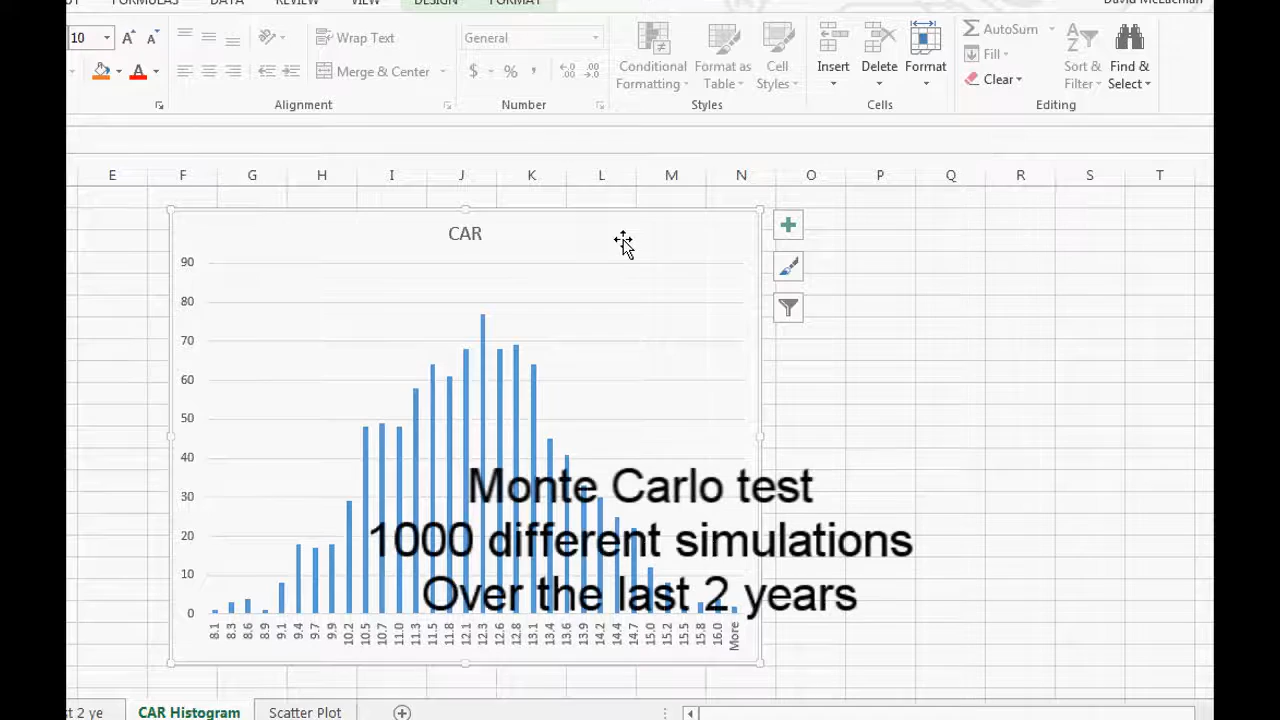 FORMULAS DATA REVIEW VIEW DESIGN FORMAT David McLachlan
10 A A Wrap Text General AutoSum
Fill
A Merge & Center $ % , Conditional Formatting Format as Table Cell Styles Insert Delete Format Clear Sort & Filter Find & Select
Alignment Number Styles Cells Editing
E F G H I J K L M N O P Q R S T
CAR
90
80
70
60
50
40
30
20
10
0
8.1 8.3 8.6 8.9 9.1 9.4 9.7 9.9 10.2 10.5 10.7 11.0 11.3 11.5 11.8 12.1 12.3 12.6 12.8 13.1 13.4 13.6 13.9 14.2 14.4 14.7 15.0 15.2 15.5 15.8 16.0 More
Monte Carlo test
1000 different simulations
Over the last 2 years
t 2 ye CAR Histogram Scatter Plot